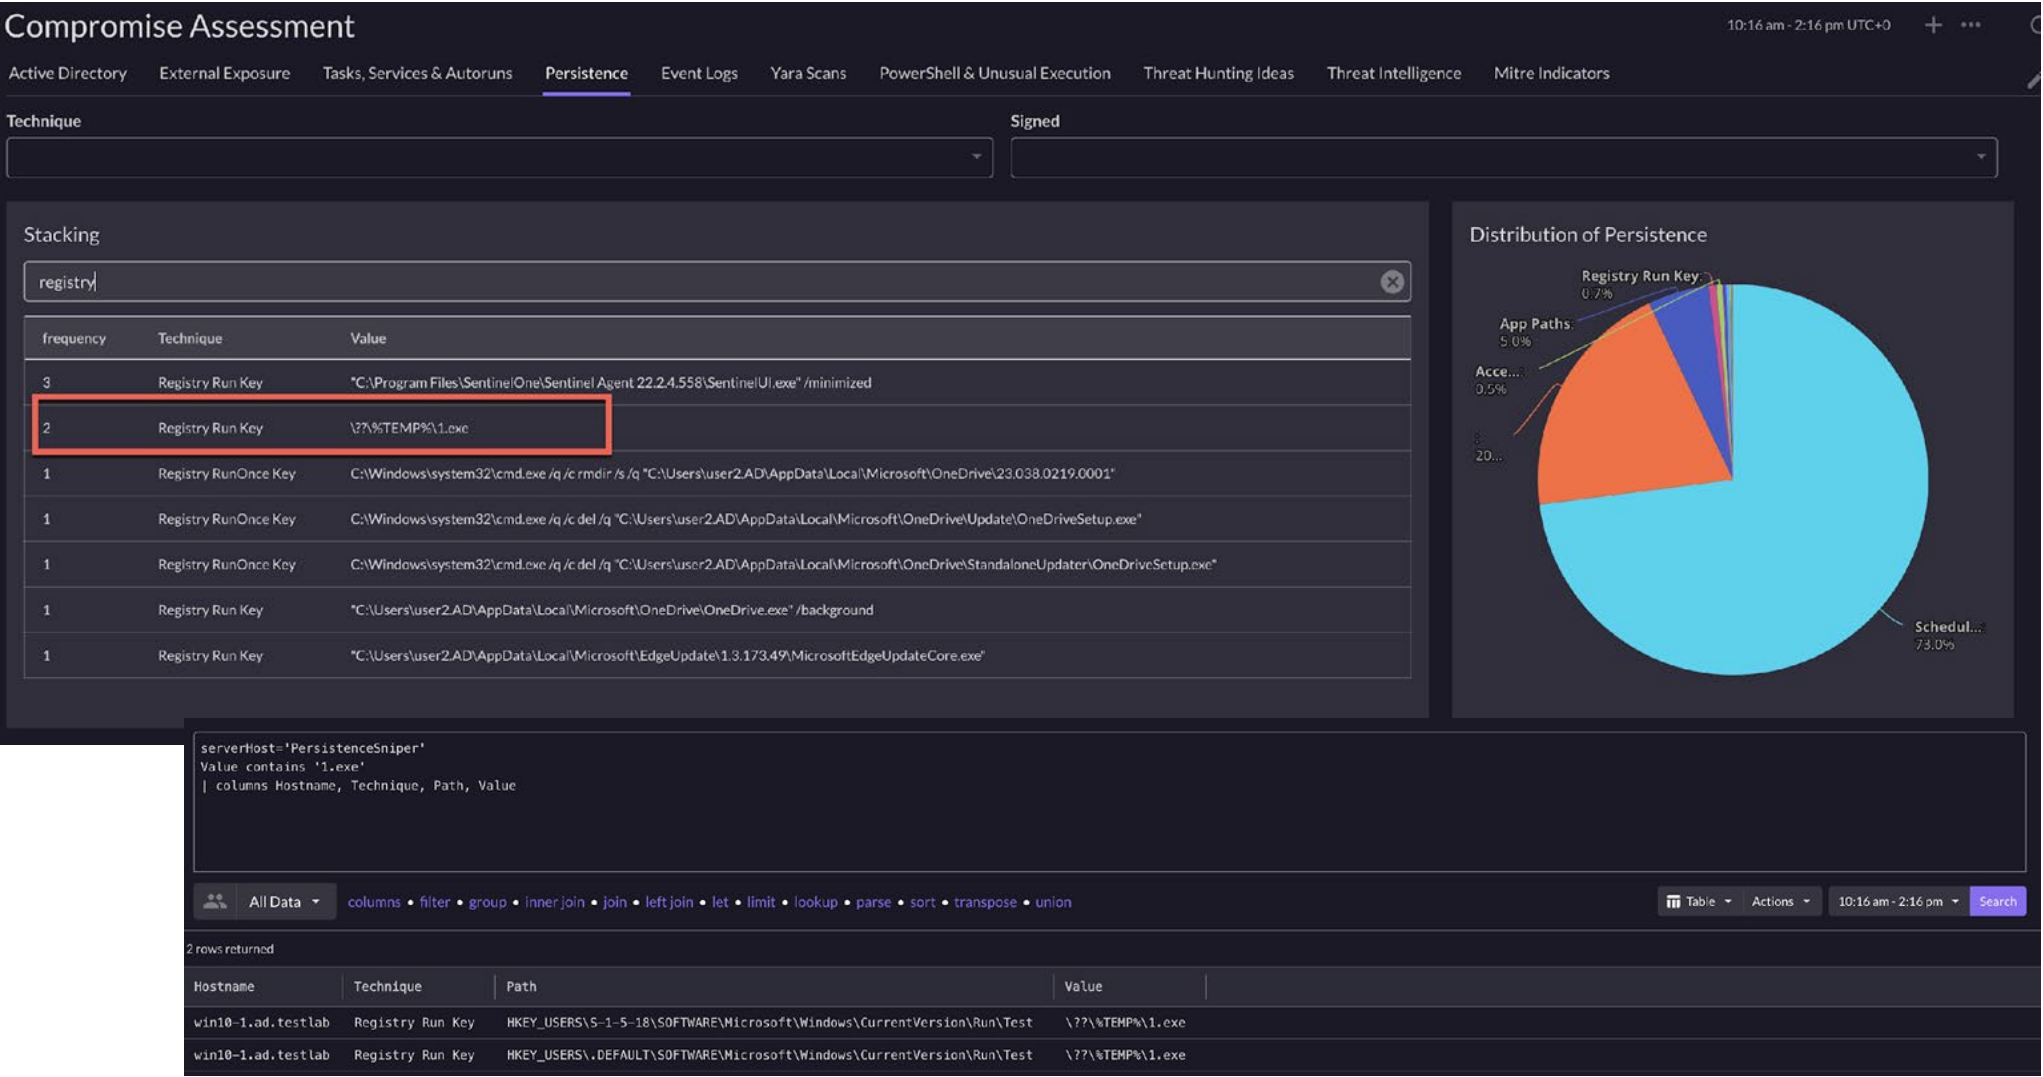 Compromise Assessment
10:16 am - 2:16 pm UTC+0
Active Directory External Exposure Tasks, Services & Autoruns Persistence Event Logs Yara Scans PowerShell & Unusual Execution Threat Hunting Ideas Threat Intelligence Mitre Indicators
Technique
Signed
Stacking
registry
frequency Technique Value
3 Registry Run Key "C:\Program Files\SentinelOne\Sentinel Agent 22.2.4.558\SentinelUI.exe" /minimized
2 Registry Run Key \??\%TEMP%\1.exe
1 Registry RunOnce Key C:\Windows\system32\cmd.exe /q /c rmdir /s /q "C:\Users\user2.AD\AppData\Local\Microsoft\OneDrive\23.038.0219.0001"
1 Registry RunOnce Key C:\Windows\system32\cmd.exe /q /c del /q "C:\Users\user2.AD\AppData\Local\Microsoft\OneDrive\Update\OneDriveSetup.exe"
1 Registry RunOnce Key C:\Windows\system32\cmd.exe /q /c del /q "C:\Users\user2.AD\AppData\Local\Microsoft\OneDrive\StandaloneUpdater\OneDriveSetup.exe"
1 Registry Run Key "C:\Users\user2.AD\AppData\Local\Microsoft\OneDrive\OneDrive.exe" /background
1 Registry Run Key "C:\Users\user2.AD\AppData\Local\Microsoft\EdgeUpdate\1.3.173.49\MicrosoftEdgeUpdateCore.exe"
Distribution of Persistence
Registry Run Key:
0.7%
App Paths:
5.0%
Acce...:
0.5%
:
20...
Schedul...:
73.0%
serverHost='PersistenceSniper'
Value contains '1.exe'
| columns Hostname, Technique, Path, Value
All Data columns • filter • group • inner join • join • left join • let • limit • lookup • parse • sort • transpose • union Table Actions 10:16 am - 2:16 pm Search
2 rows returned
Hostname Technique Path Value
win10-1.ad.testlab Registry Run Key HKEY_USERS\S-1-5-18\SOFTWARE\Microsoft\Windows\CurrentVersion\Run\Test \??\%TEMP%\1.exe
win10-1.ad.testlab Registry Run Key HKEY_USERS\.DEFAULT\SOFTWARE\Microsoft\Windows\CurrentVersion\Run\Test \??\%TEMP%\1.exe